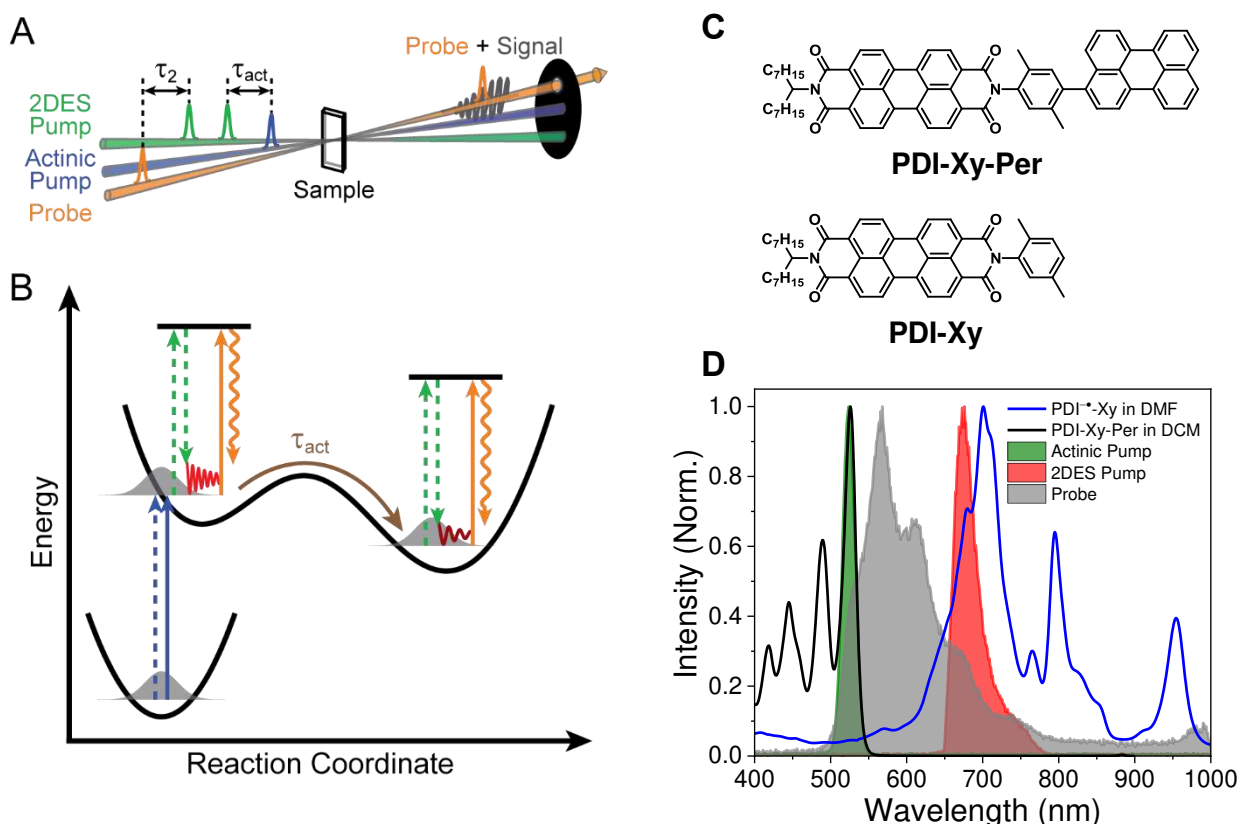 A
τ2
τact
Probe + Signal
2DES
Pump
Actinic
Pump
Probe
Sample
B
Energy
τact
Reaction Coordinate
C
C7H15
C7H15
O
O
N
N
O
O
PDI-Xy-Per
C7H15
C7H15
O
O
N
N
O
O
PDI-Xy
D
Intensity (Norm.)
1.0
0.8
0.6
0.4
0.2
0.0
PDI–•-Xy in DMF
PDI-Xy-Per in DCM
Actinic Pump
2DES Pump
Probe
400 500 600 700 800 900 1000
Wavelength (nm)